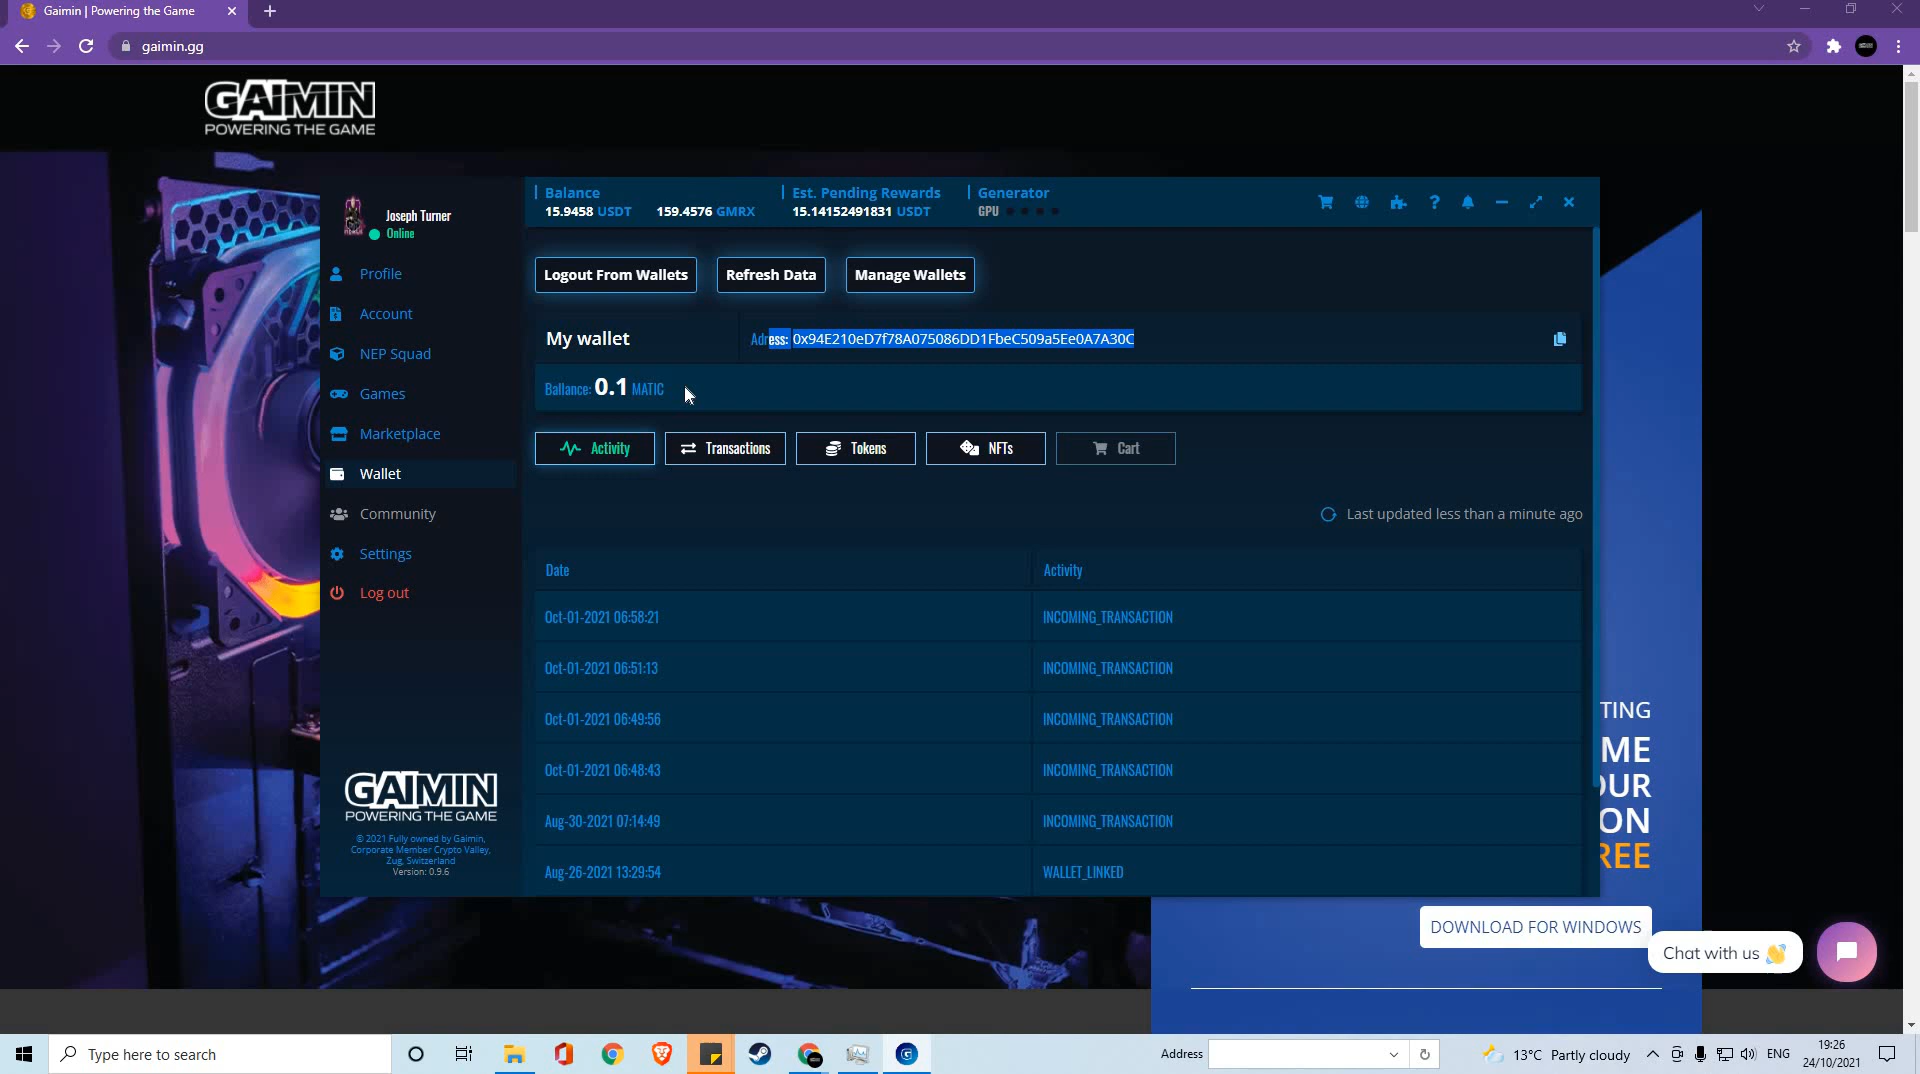 Gaimin | Powering the Game
gaimin.gg
GAIMIN
POWERING THE GAME
Joseph Turner
Online
Balance
15.9458 USDT 159.4576 GMRX
Est. Pending Rewards
15.14152491831 USDT
Generator
GPU
Profile
Account
NEP Squad
Games
Marketplace
Wallet
Community
Settings
Log out
Logout From Wallets Refresh Data Manage Wallets
My wallet Adress: 0x94E210eD7f78A075086DD1FbeC509a5Ee0A7A30C
Ballance: 0.1 MATIC
Activity Transactions Tokens NFTs Cart
Last updated less than a minute ago
Date Activity
Oct-01-2021 06:58:21 INCOMING_TRANSACTION
Oct-01-2021 06:51:13 INCOMING_TRANSACTION
Oct-01-2021 06:49:56 INCOMING_TRANSACTION
Oct-01-2021 06:48:43 INCOMING_TRANSACTION
Aug-30-2021 07:14:49 INCOMING_TRANSACTION
Aug-26-2021 13:29:54 WALLET_LINKED
GAIMIN
POWERING THE GAME
© 2021 Fully owned by Gaimin,
Corporate Member Crypto Valley,
Zug, Switzerland
Version: 0.9.6
TING
ME
OUR
ON
REE
DOWNLOAD FOR WINDOWS
Chat with us 👋
Type here to search
Address
13°C Partly cloudy
ENG
19:26
24/10/2021